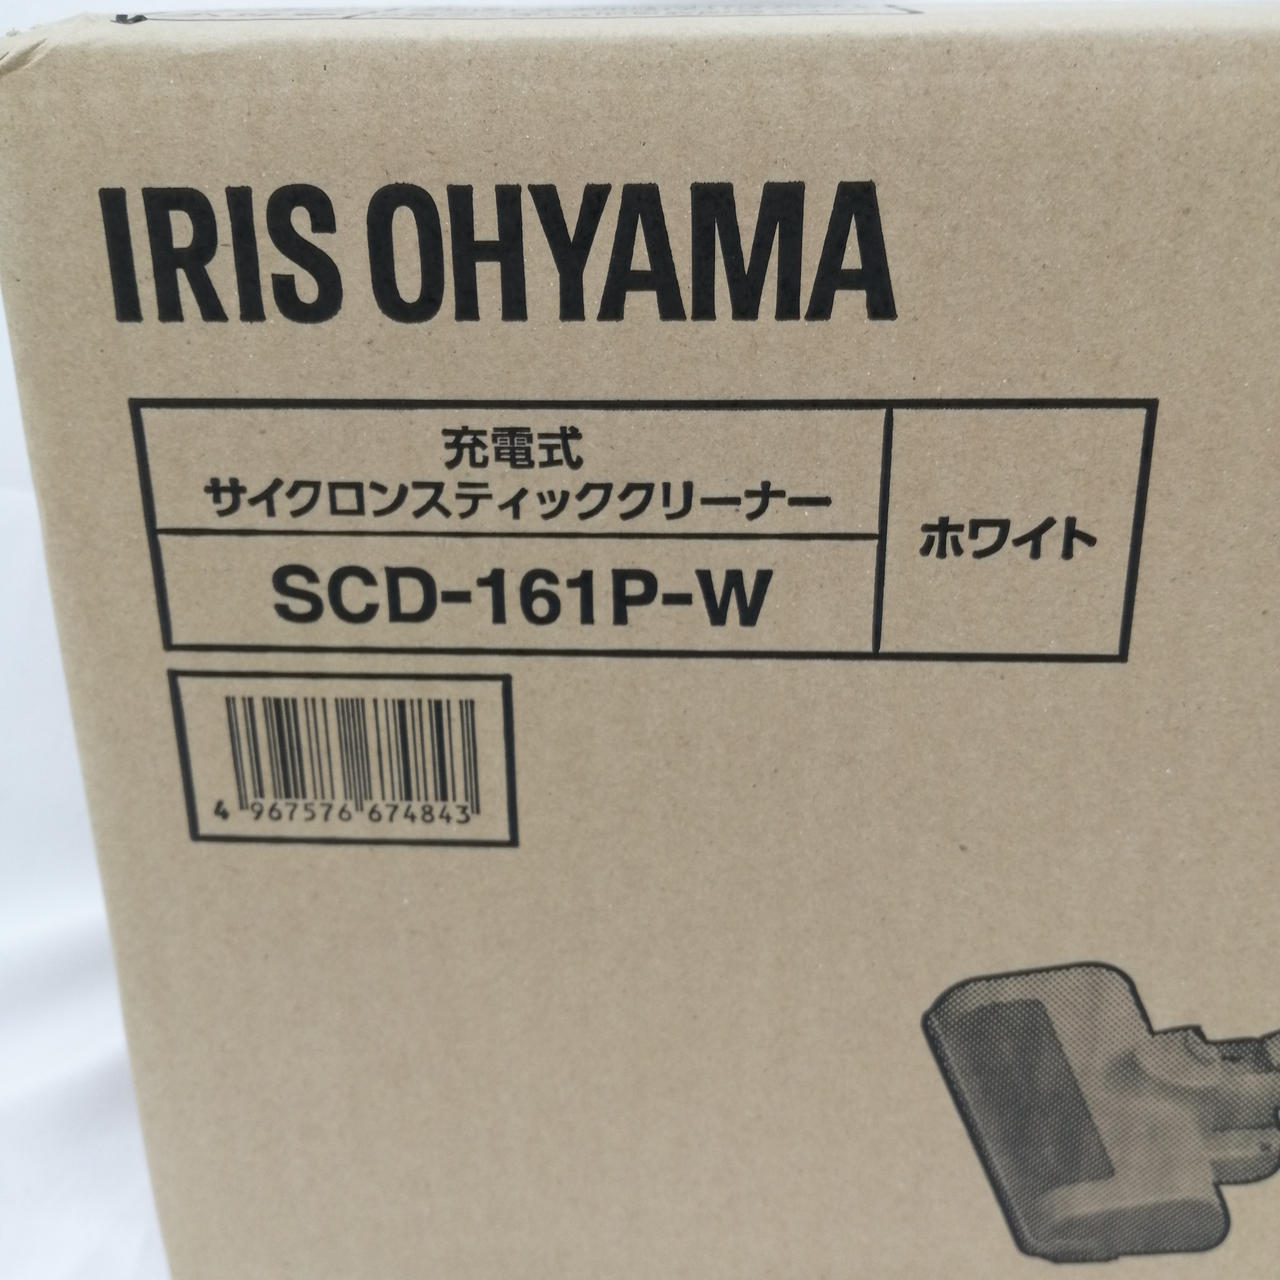 IRIS OHYAMA
充電式
サイクロンスティッククリーナー
ホワイト
SCD-161P-W
4 967576 674843